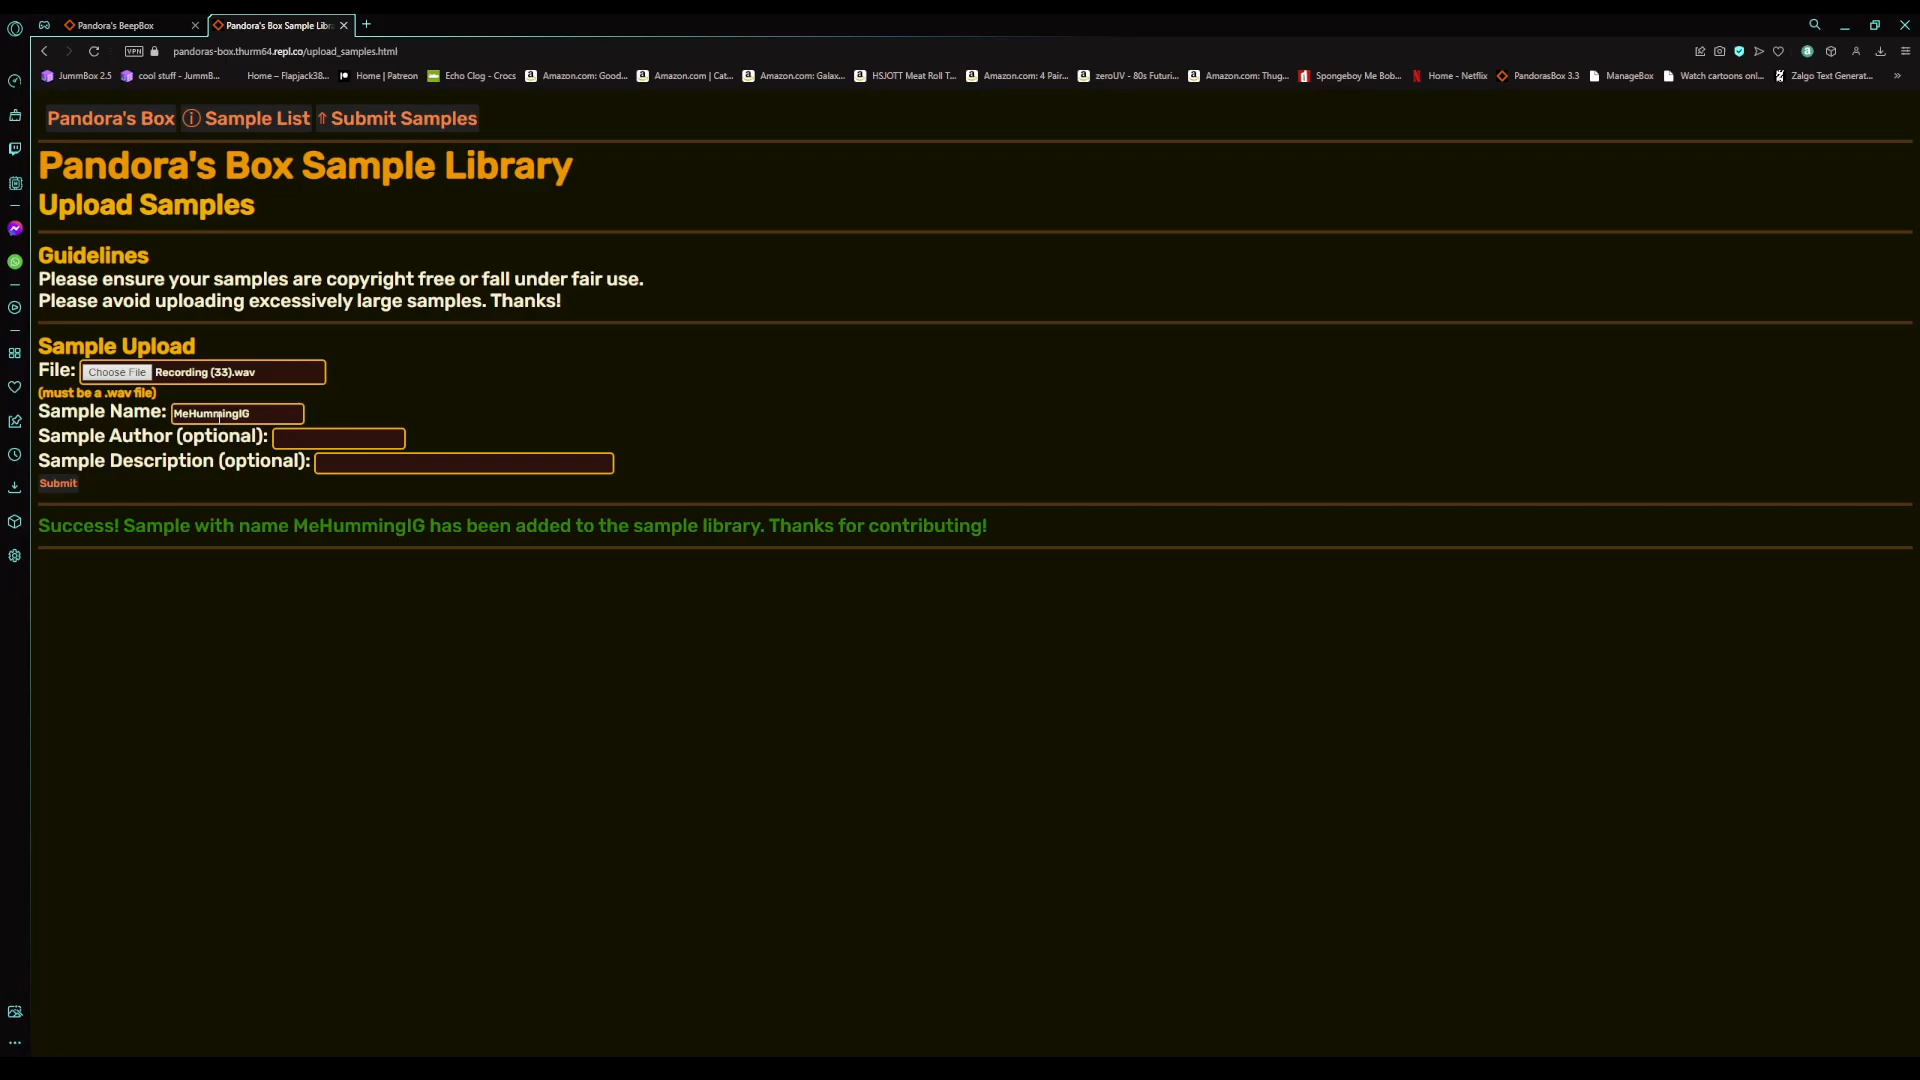 Pandora's BeepBox
Pandora's Box Sample Libr
VPN
pandoras-box.thurm64.repl.co/upload_samples.html
JummBox 2.5
cool stuff - JummB...
Home – Flapjack38...
Home | Patreon
Echo Clog - Crocs
Amazon.com: Good...
Amazon.com | Cat...
Amazon.com: Galax...
HSJOTT Meat Roll T...
Amazon.com: 4 Pair...
zeroUV - 80s Futuri...
Amazon.com: Thug...
Spongeboy Me Bob...
Home - Netflix
PandorasBox 3.3
ManageBox
Watch cartoons onl...
Zalgo Text Generat...
»
Pandora's Box ⓘ Sample List ⇑ Submit Samples
Pandora's Box Sample Library
Upload Samples
Guidelines
Please ensure your samples are copyright free or fall under fair use.
Please avoid uploading excessively large samples. Thanks!
Sample Upload
File: Choose File Recording (33).wav
(must be a .wav file)
Sample Name: MeHummingIG
Sample Author (optional):
Sample Description (optional):
Submit
Success! Sample with name MeHummingIG has been added to the sample library. Thanks for contributing!